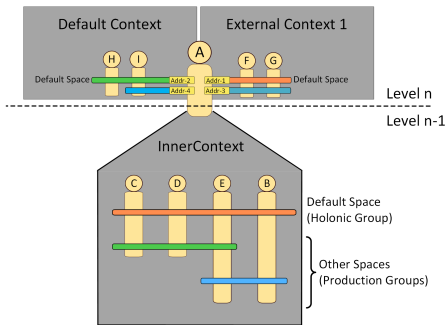 Default Context
External Context 1
A
H
I
F
G
Default Space
Addr-2
Addr-1
Default Space
Addr-4
Addr-3
Level n
Level n-1
InnerContext
C
D
E
B
Default Space
(Holonic Group)
Other Spaces
(Production Groups)